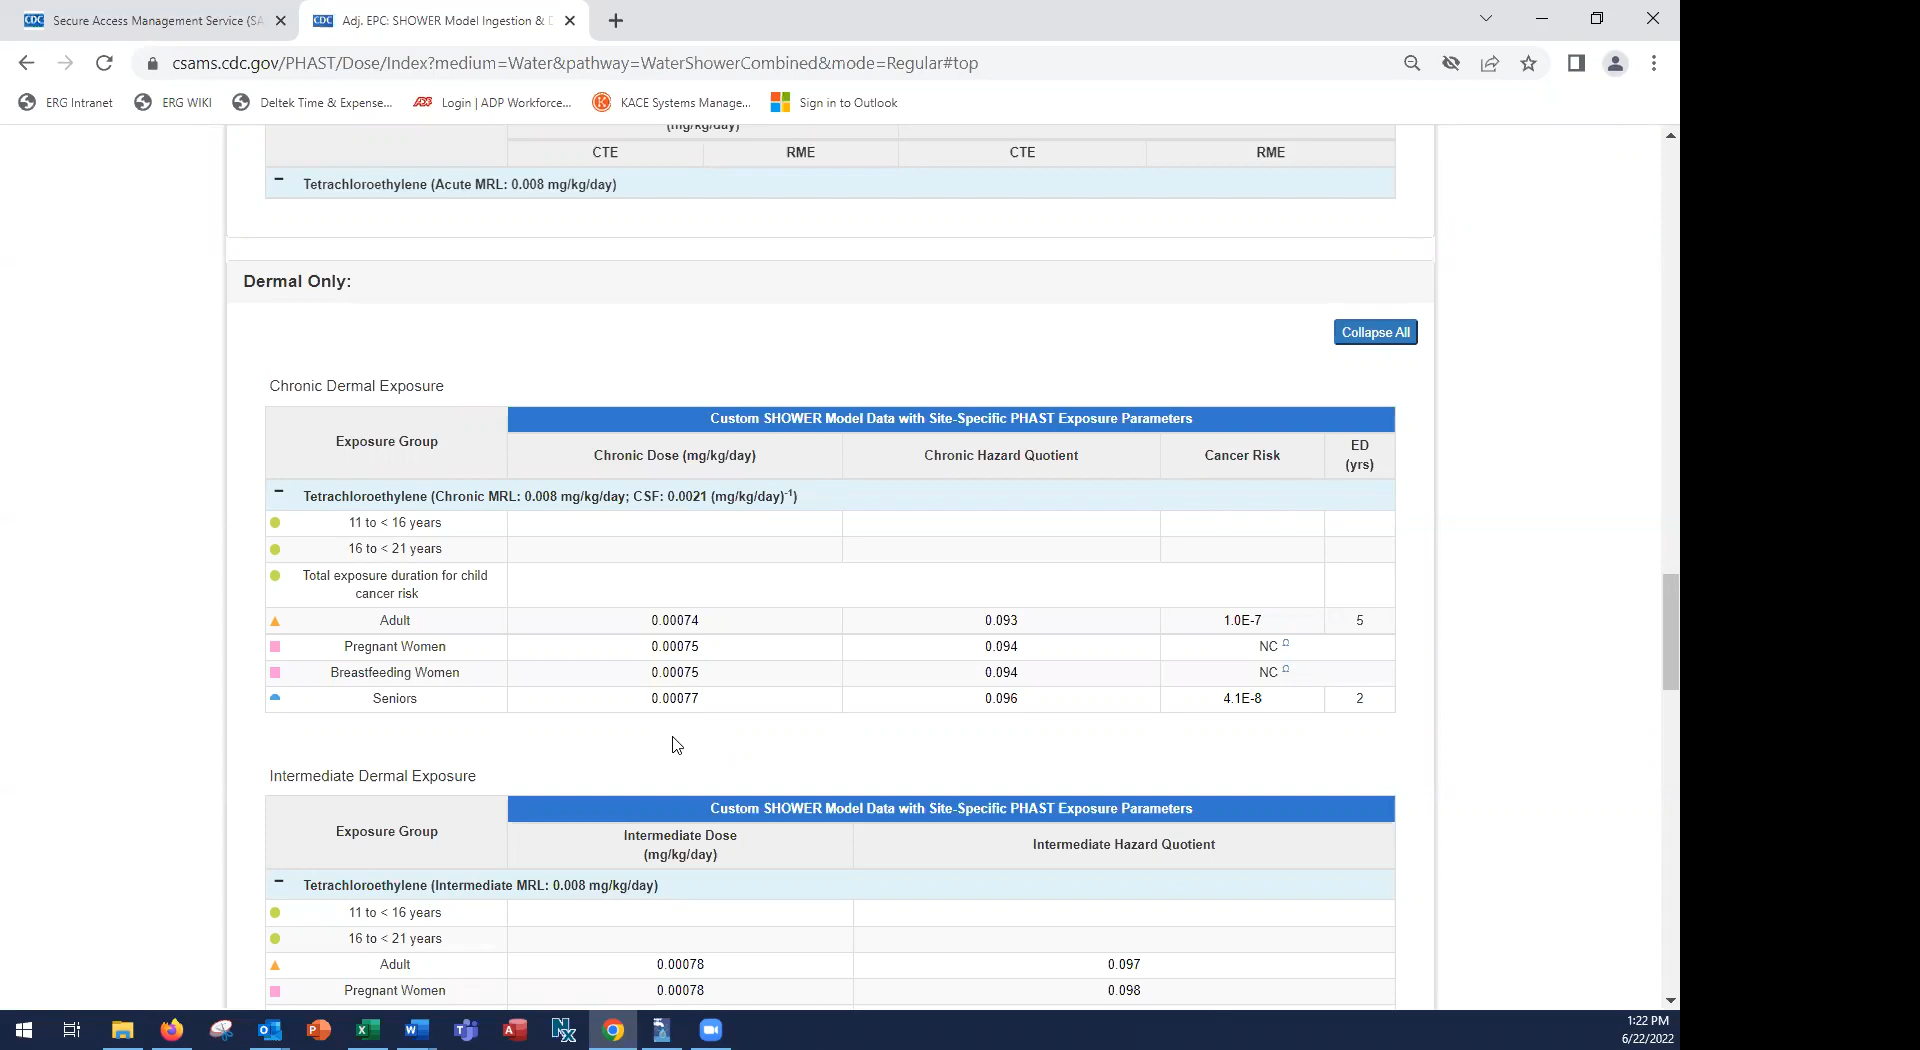 Secure Access Management Service (SA
Adj. EPC: SHOWER Model Ingestion & D
csams.cdc.gov/PHAST/Dose/Index?medium=Water&pathway=WaterShowerCombined&mode=Regular#top
ERG Intranet ERG WIKI Deltek Time & Expense... Login | ADP Workforce... KACE Systems Manage... Sign in to Outlook
(mg/kg/day)
CTE RME CTE RME
Tetrachloroethylene (Acute MRL: 0.008 mg/kg/day)
Dermal Only:
Collapse All
Chronic Dermal Exposure
Custom SHOWER Model Data with Site-Specific PHAST Exposure Parameters
Exposure Group Chronic Dose (mg/kg/day) Chronic Hazard Quotient Cancer Risk ED
(yrs)
Tetrachloroethylene (Chronic MRL: 0.008 mg/kg/day; CSF: 0.0021 (mg/kg/day)⁻¹)
11 to < 16 years
16 to < 21 years
Total exposure duration for child
cancer risk
Adult 0.00074 0.093 1.0E-7 5
Pregnant Women 0.00075 0.094 NC Ω
Breastfeeding Women 0.00075 0.094 NC Ω
Seniors 0.00077 0.096 4.1E-8 2
Intermediate Dermal Exposure
Custom SHOWER Model Data with Site-Specific PHAST Exposure Parameters
Exposure Group Intermediate Dose
(mg/kg/day) Intermediate Hazard Quotient
Tetrachloroethylene (Intermediate MRL: 0.008 mg/kg/day)
11 to < 16 years
16 to < 21 years
Adult 0.00078 0.097
Pregnant Women 0.00078 0.098
1:22 PM
6/22/2022